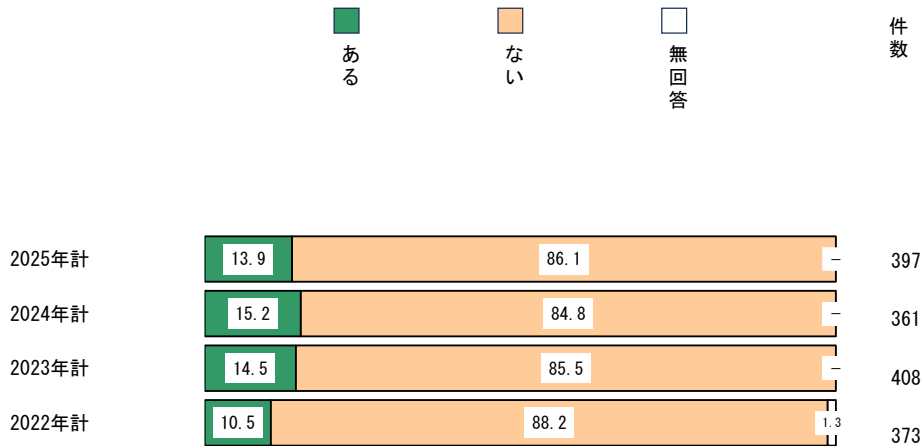 ある
ない
無回答
件数
2025年計 13.9 86.1 - 397
2024年計 15.2 84.8 - 361
2023年計 14.5 85.5 - 408
2022年計 10.5 88.2 1.3 373